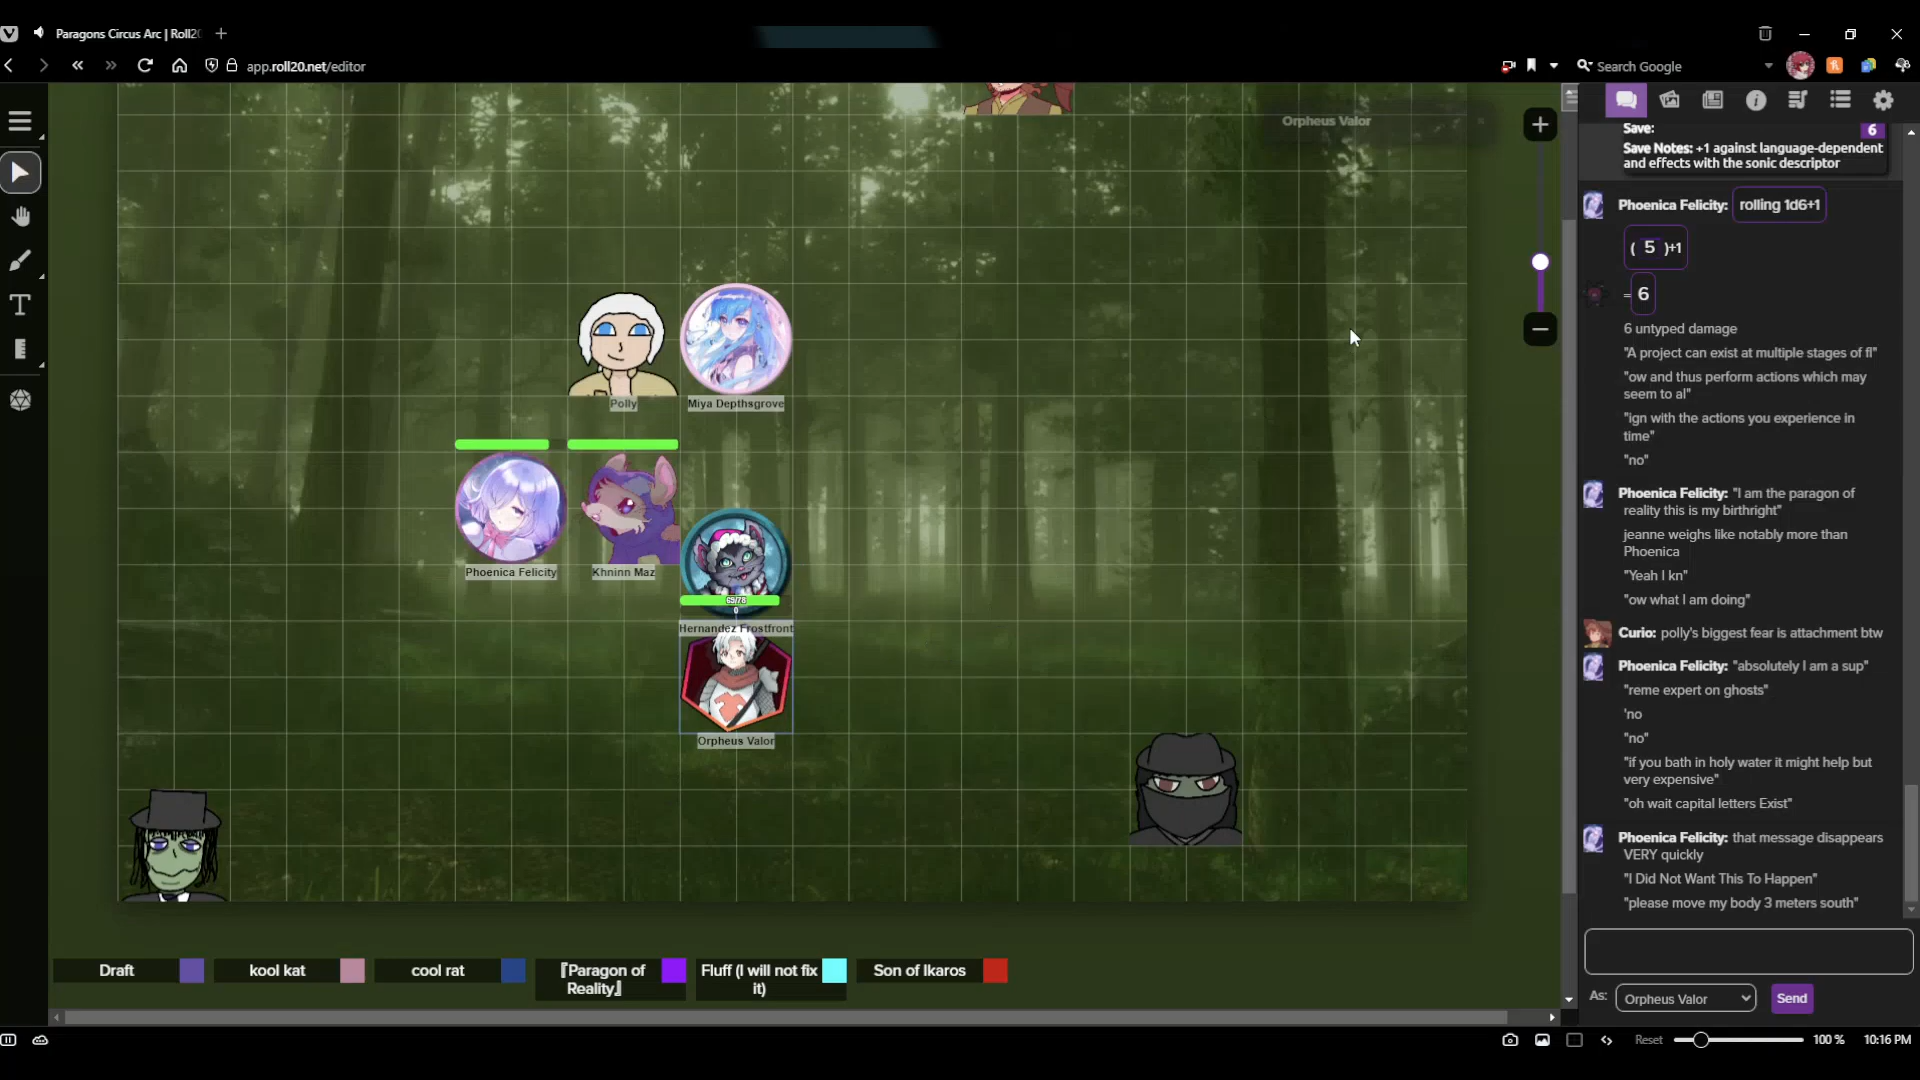 Paragons Circus Arc | Roll20
app.roll20.net/editor
Search Google
Orpheus Valor
Polly
Miya Depthsgrove
Phoenica Felicity
Khninn Maz
65/78
0
Hernandez Frostfront
Orpheus Valor
Draft
kool kat
cool rat
『Paragon of
Reality』
Fluff (I will not fix
it)
Son of Ikaros
Save:
6
Save Notes: +1 against language-dependent
and effects with the sonic descriptor
Phoenica Felicity: rolling 1d6+1
( 5 )+1
= 6
6 untyped damage
"A project can exist at multiple stages of fl"
"ow and thus perform actions which may
seem to al"
"ign with the actions you experience in
time"
"no"
Phoenica Felicity: "I am the paragon of
reality this is my birthright"
jeanne weighs like notably more than
Phoenica
"Yeah I kn"
"ow what I am doing"
Curio: polly's biggest fear is attachment btw
Phoenica Felicity: "absolutely I am a sup"
"reme expert on ghosts"
'no
"no"
"if you bath in holy water it might help but
very expensive"
"oh wait capital letters Exist"
Phoenica Felicity: that message disappears
VERY quickly
"I Did Not Want This To Happen"
"please move my body 3 meters south"
As:
Orpheus Valor
Send
Reset
100 %
10:16 PM